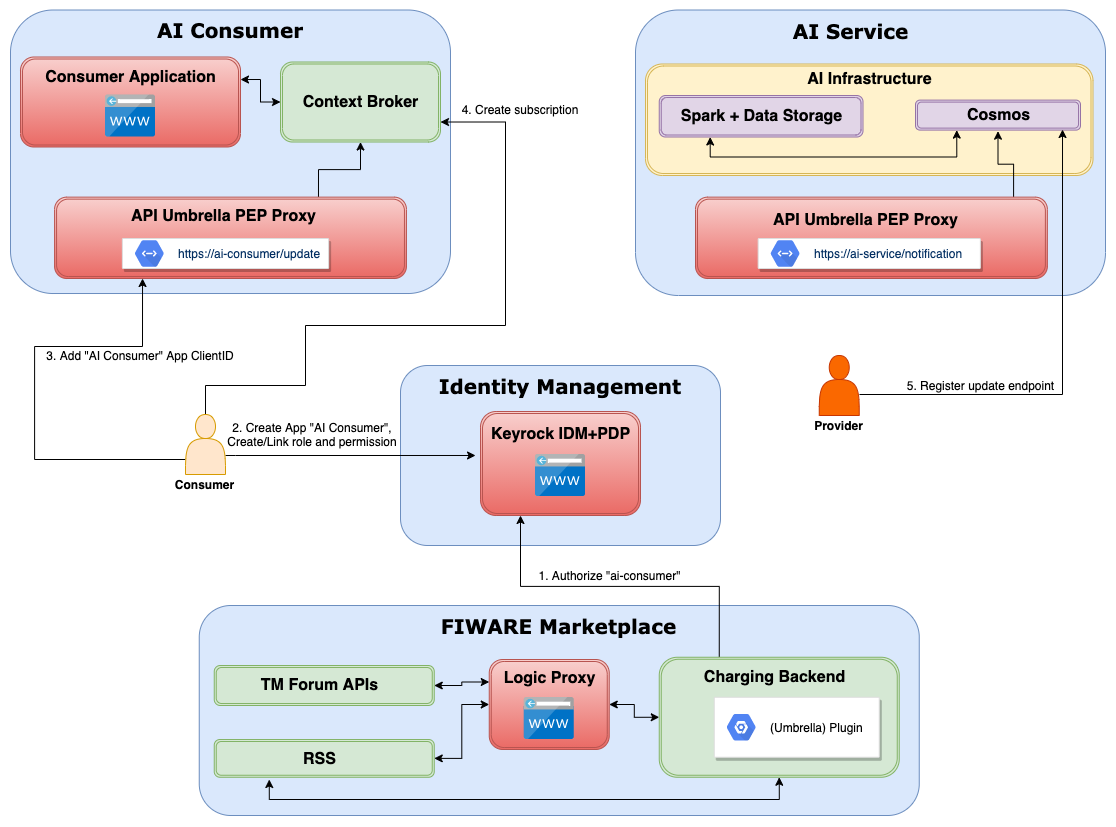 AI Consumer
Consumer Application
WWW
Context Broker
4. Create subscription
API Umbrella PEP Proxy
https://ai-consumer/update
AI Service
AI Infrastructure
Spark + Data Storage
Cosmos
API Umbrella PEP Proxy
https://ai-service/notification
3. Add "AI Consumer" App ClientID
2. Create App "AI Consumer",
Create/Link role and permission
Consumer
Identity Management
Keyrock IDM+PDP
WWW
5. Register update endpoint
Provider
1. Authorize "ai-consumer"
FIWARE Marketplace
TM Forum APIs
RSS
Logic Proxy
WWW
Charging Backend
(Umbrella) Plugin